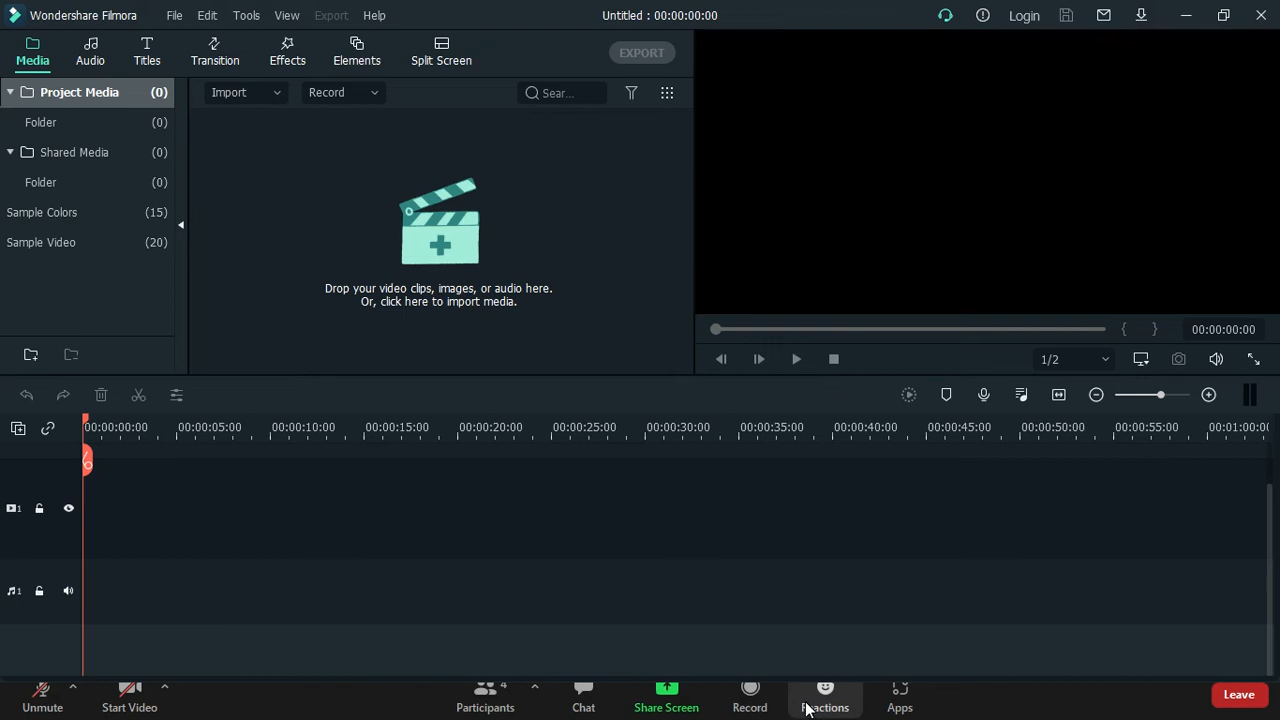 Wondershare Filmora File Edit Tools View Export Help Untitled : 00:00:00:00 Login
Media Audio Titles Transition Effects Elements Split Screen EXPORT
Project Media (0) Import Record Sear...
Folder (0)
Shared Media (0)
Folder (0)
Sample Colors (15)
Sample Video (20)
Drop your video clips, images, or audio here.
Or, click here to import media.
{ } 00:00:00:00
1/2
00:00:00:00 00:00:05:00 00:00:10:00 00:00:15:00 00:00:20:00 00:00:25:00 00:00:30:00 00:00:35:00 00:00:40:00 00:00:45:00 00:00:50:00 00:00:55:00 00:01:00:0
1
1
4
Unmute Start Video Participants Chat Share Screen Record Reactions Apps Leave